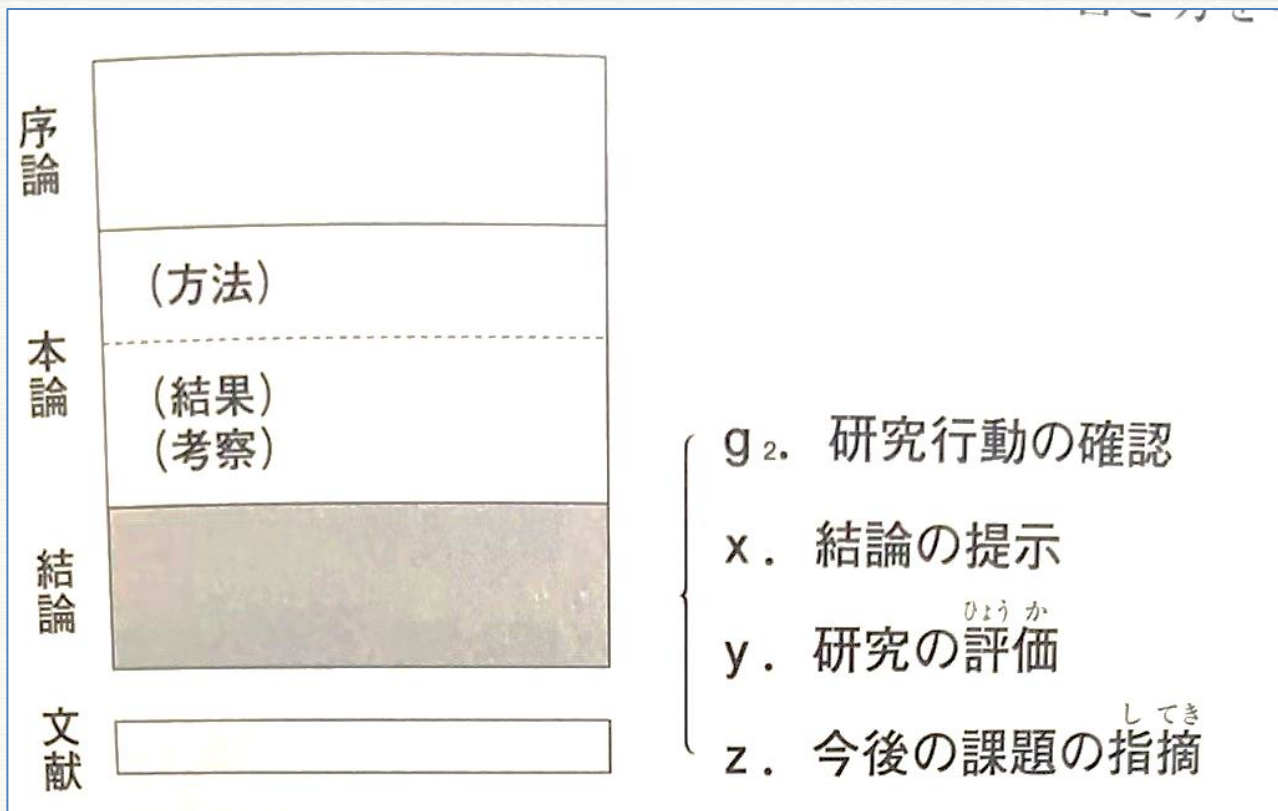 序論
(方法)
本論
(結果)
(考察)
結論
文献
g₂. 研究行動の確認
x. 結論の提示
ひょうか
y. 研究の評価
してき
z. 今後の課題の指摘